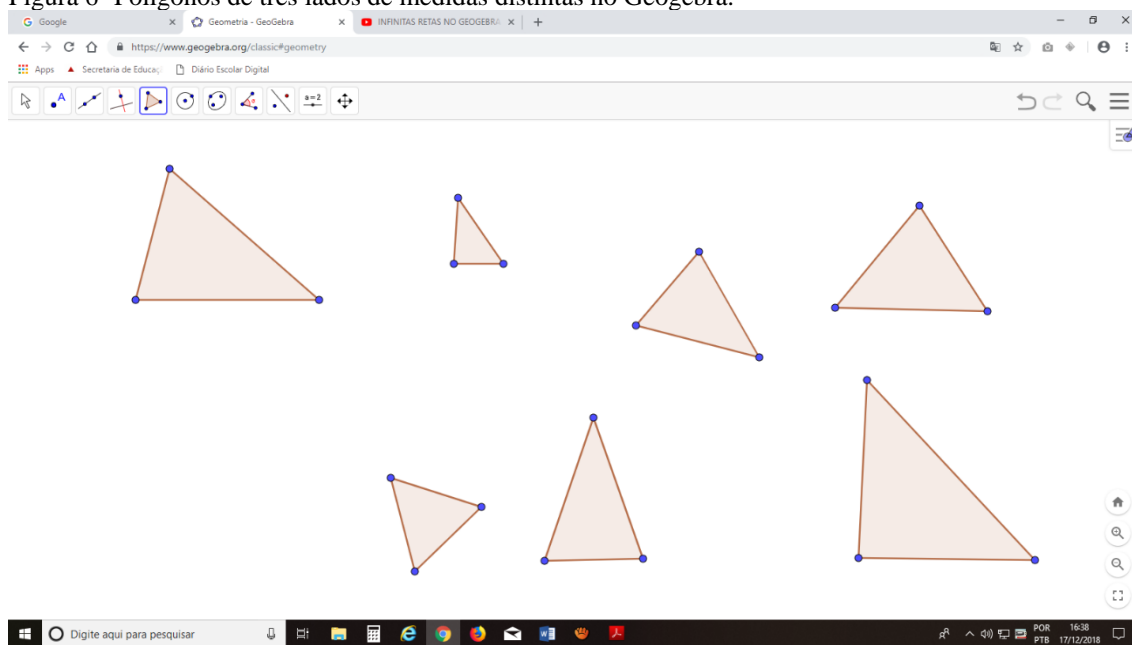 Figura 6- Polígonos de três lados de medidas distintas no Geogebra.
Google
Geometria - GeoGebra
INFINITAS RETAS NO GEOGEBRA
https://www.geogebra.org/classic#geometry
Apps
Secretaria de Educaç
Diário Escolar Digital
A
a=2
Digite aqui para pesquisar
POR
PTB
16:38
17/12/2018